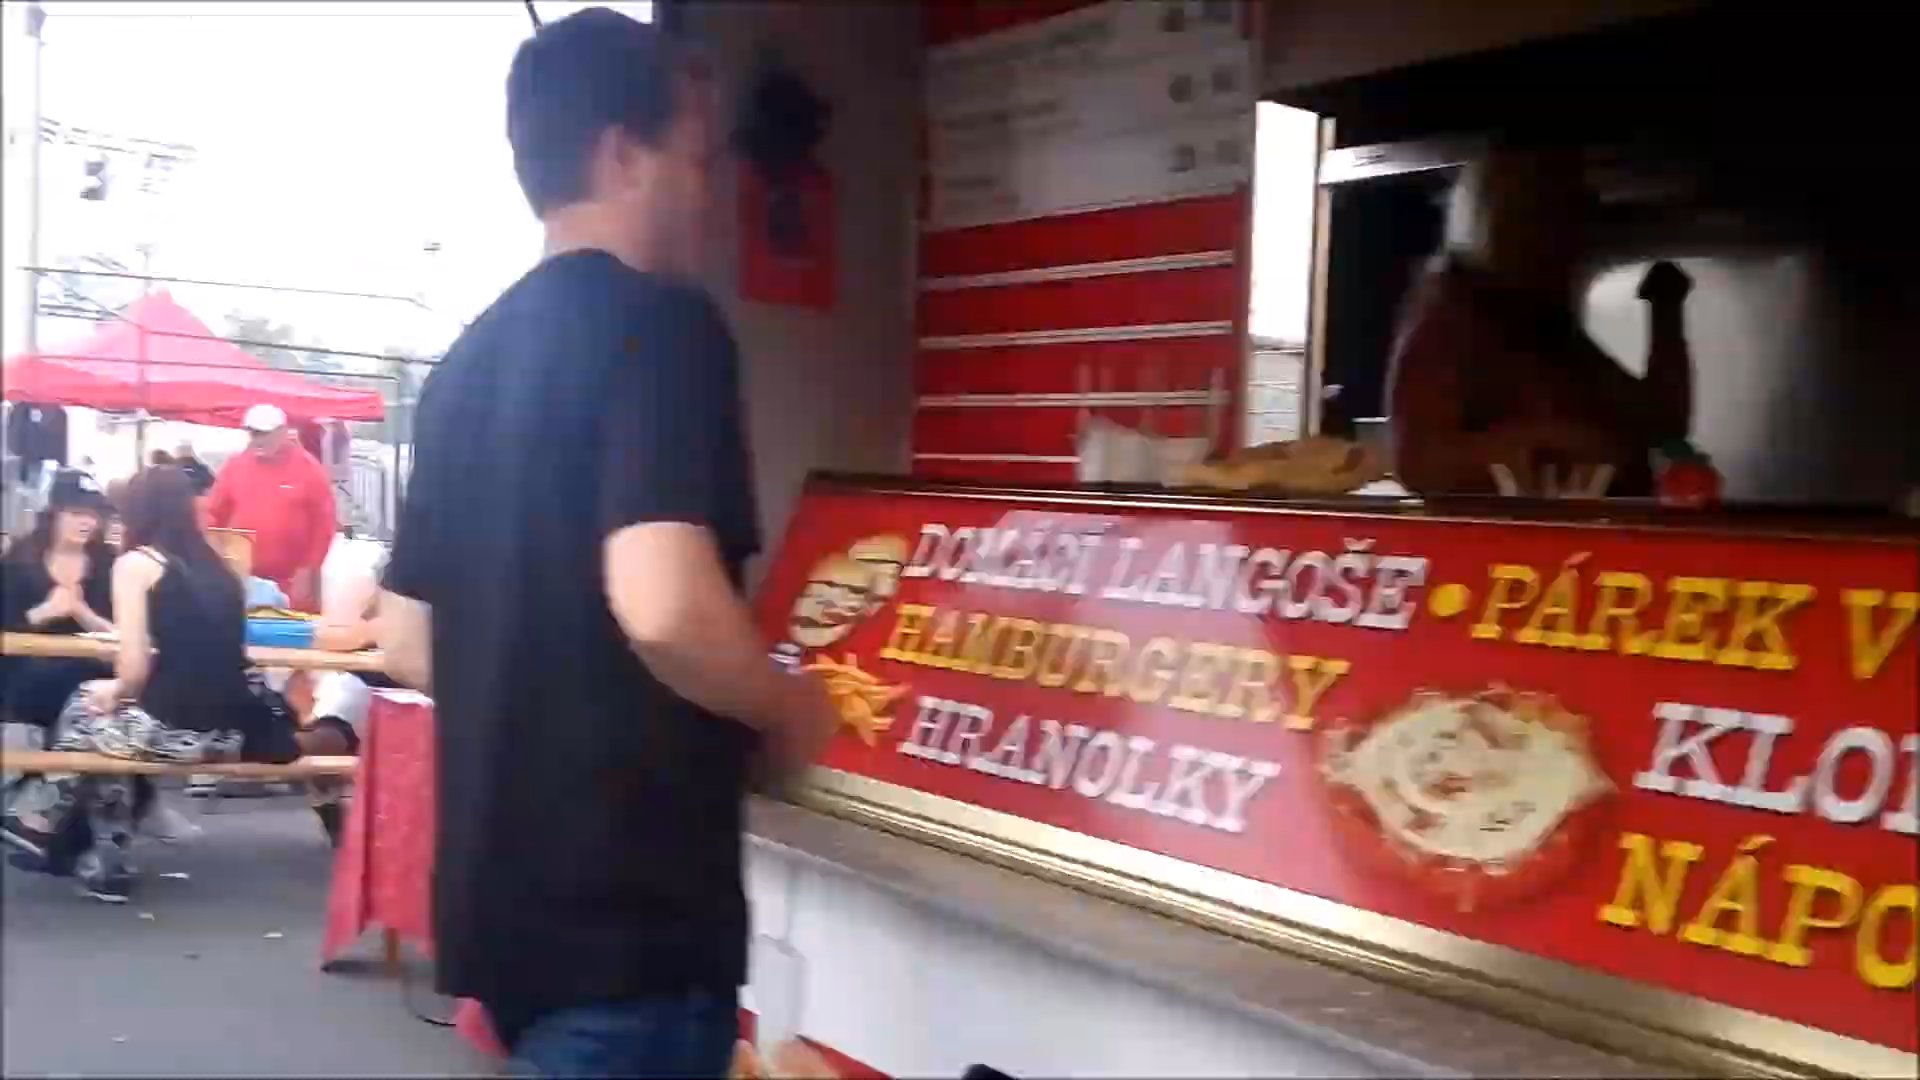 DOMÁCÍ LANGOŠE • PÁREK V
HAMBURGERY
HRANOLKY
KLO
NÁPO